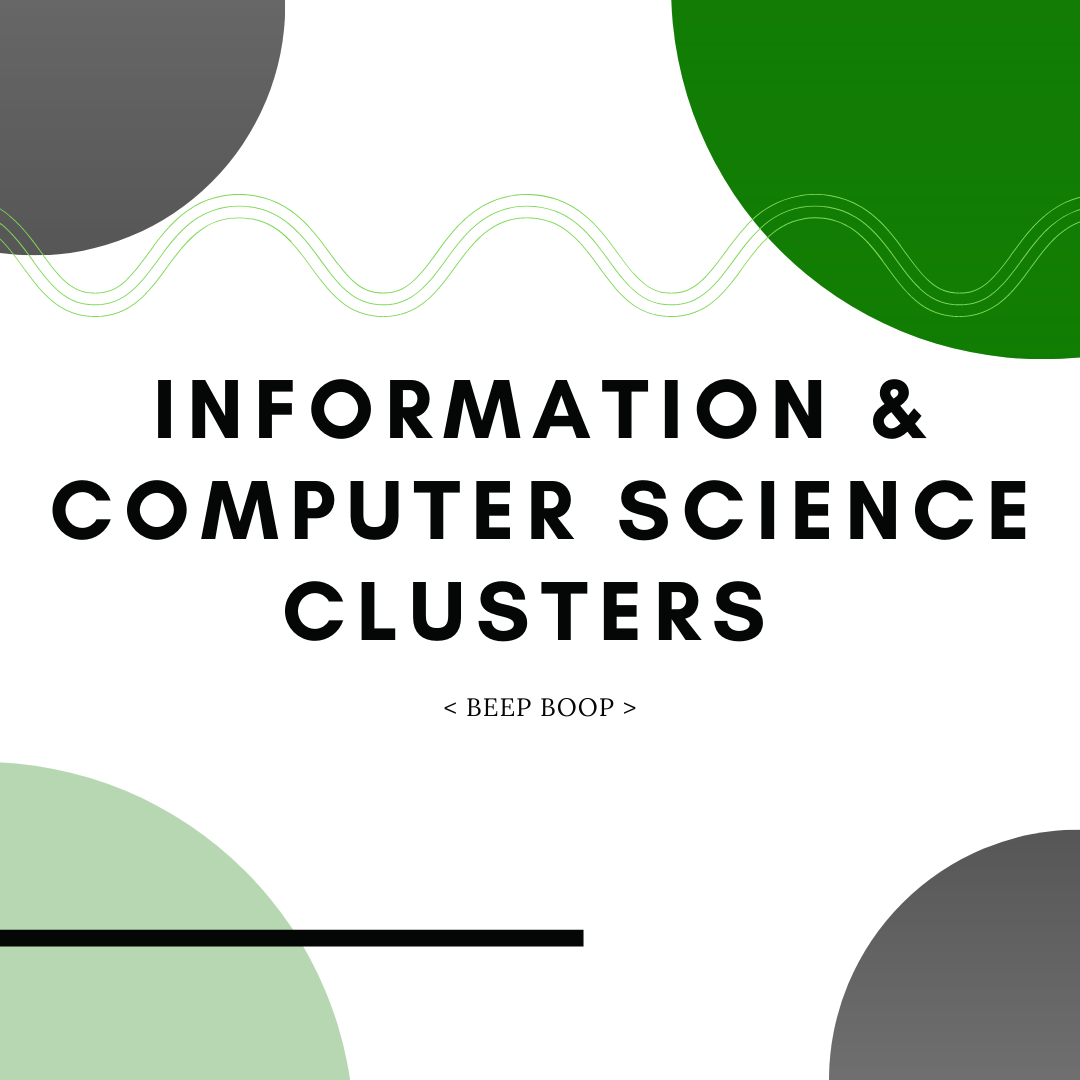 INFORMATION &
COMPUTER SCIENCE
CLUSTERS
< BEEP BOOP >